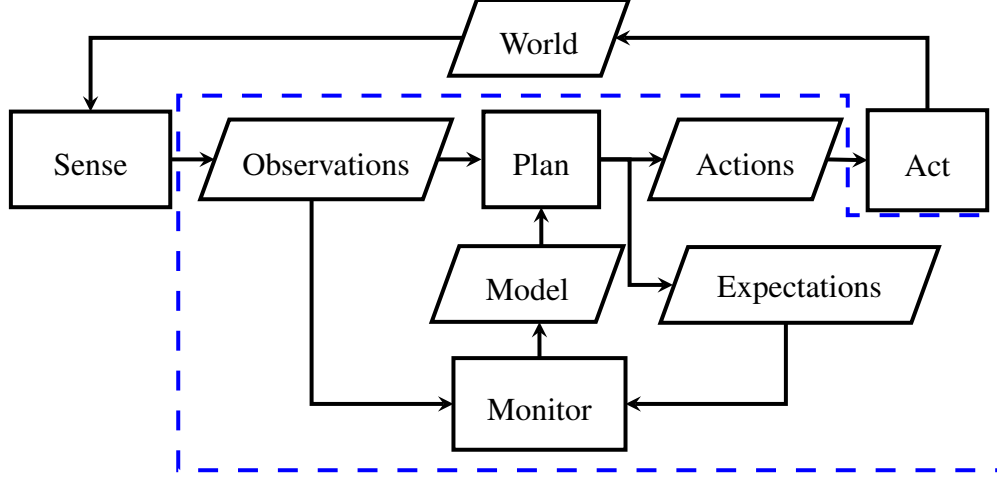 World
Sense
Observations
Plan
Actions
Act
Model
Expectations
Monitor